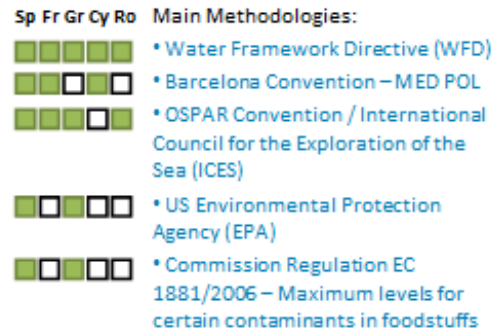 Sp Fr Gr Cy Ro Main Methodologies:
• Water Framework Directive (WFD)
• Barcelona Convention – MED POL
• OSPAR Convention / International
Council for the Exploration of the
Sea (ICES)
• US Environmental Protection
Agency (EPA)
• Commission Regulation EC
1881/2006 – Maximum levels for
certain contaminants in foodstuffs